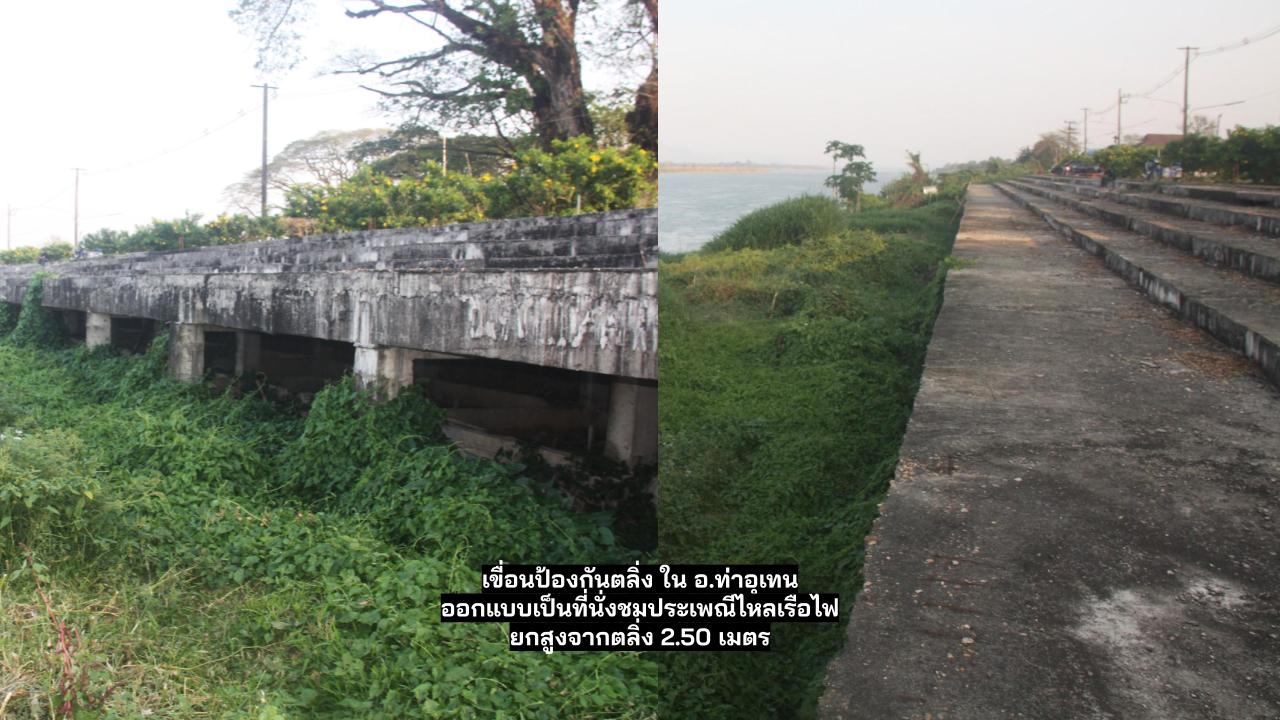 เขื่อนป้องกันตลิ่ง ใน อ.ท่าอุเทน
ออกแบบเป็นที่นั่งชมประเพณีไหลเรือไฟ
ยกสูงจากตลิ่ง 2.50 เมตร